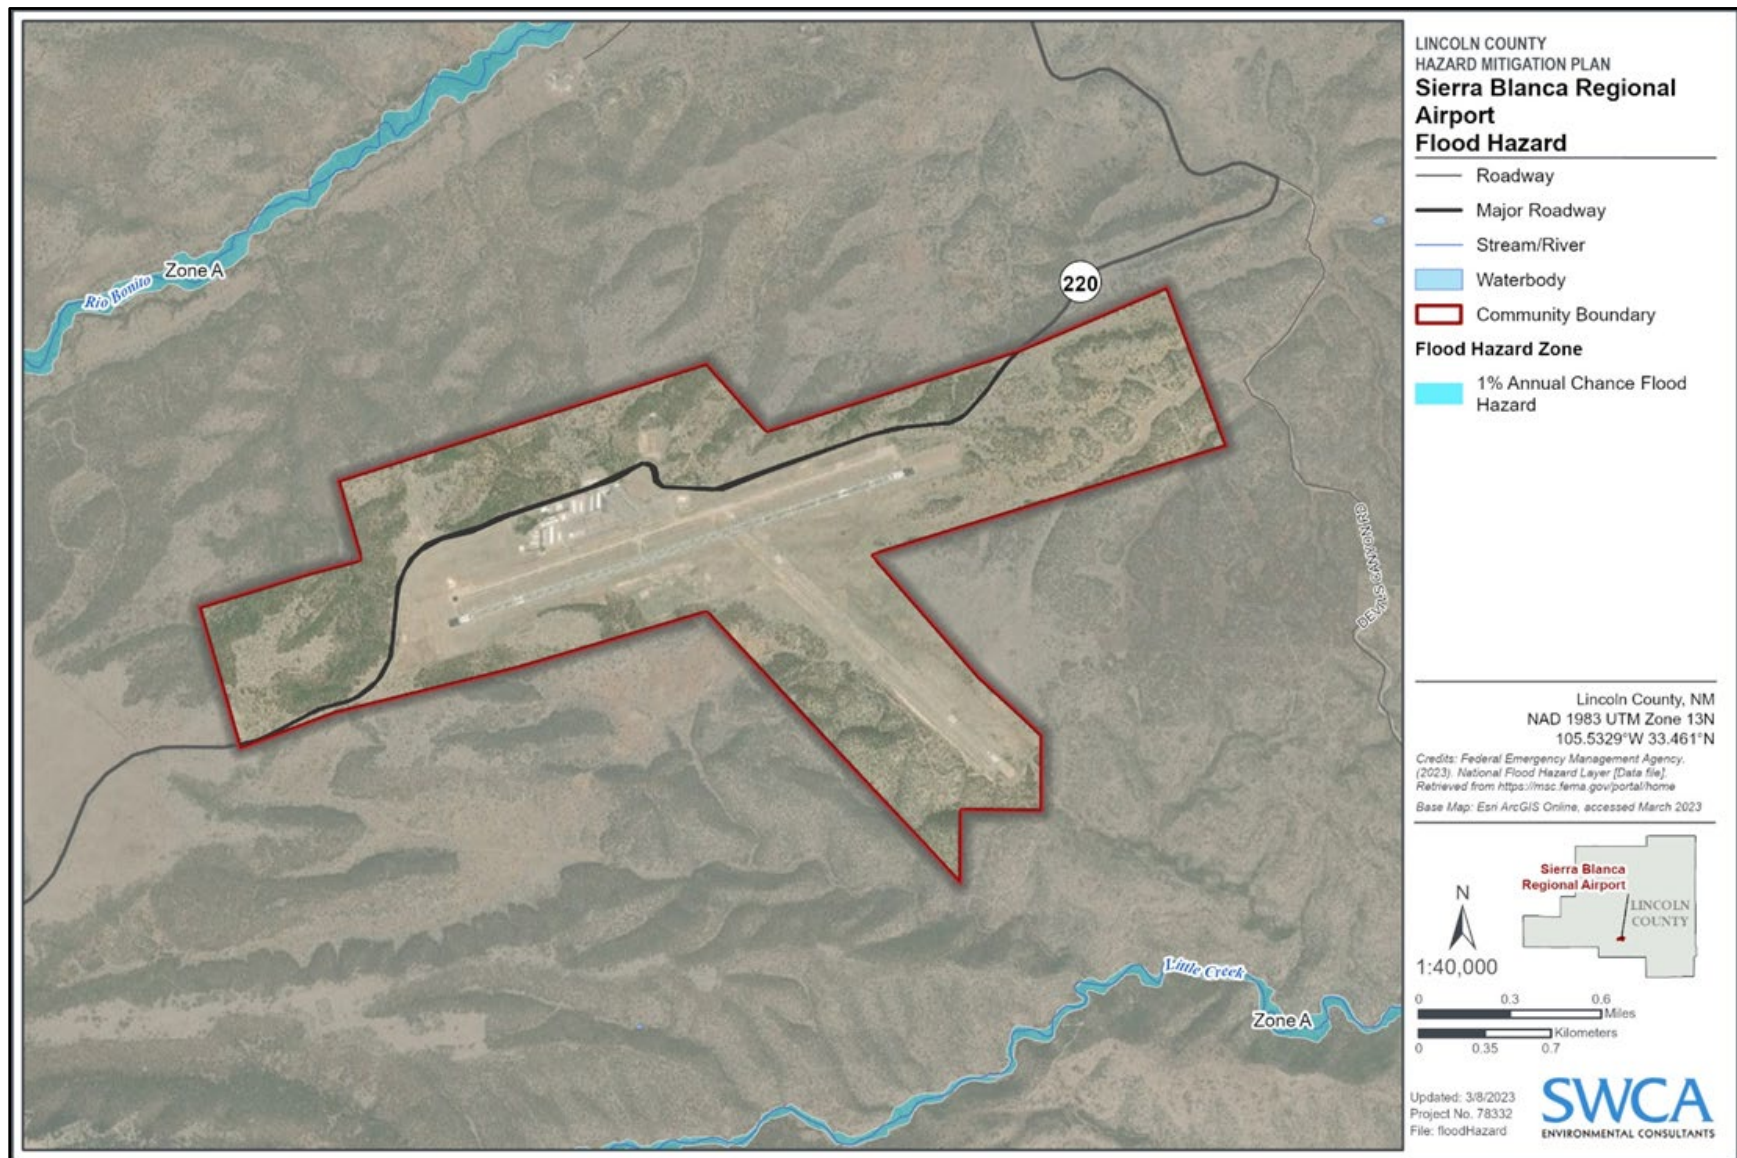 LINCOLN COUNTY
HAZARD MITIGATION PLAN
Sierra Blanca Regional
Airport
Flood Hazard
Roadway
Major Roadway
Stream/River
Waterbody
Community Boundary
Flood Hazard Zone
1% Annual Chance Flood
Hazard
Rio Bonito
Zone A
220
Little Creek
Zone A
Lincoln County, NM
NAD 1983 UTM Zone 13N
105.5329°W 33.461°N
Credits: Federal Emergency Management Agency.
(2023). National Flood Hazard Layer [Data file].
Retrieved from https://msc.fema.gov/portal/home
Base Map: Esri ArcGIS Online, accessed March 2023
Sierra Blanca
Regional Airport
LINCOLN
COUNTY
N
1:40,000
0 0.3 0.6
Miles
Kilometers
0 0.35 0.7
Updated: 3/8/2023
Project No. 78332
File: floodHazard
SWCA
ENVIRONMENTAL CONSULTANTS
CANYON RD